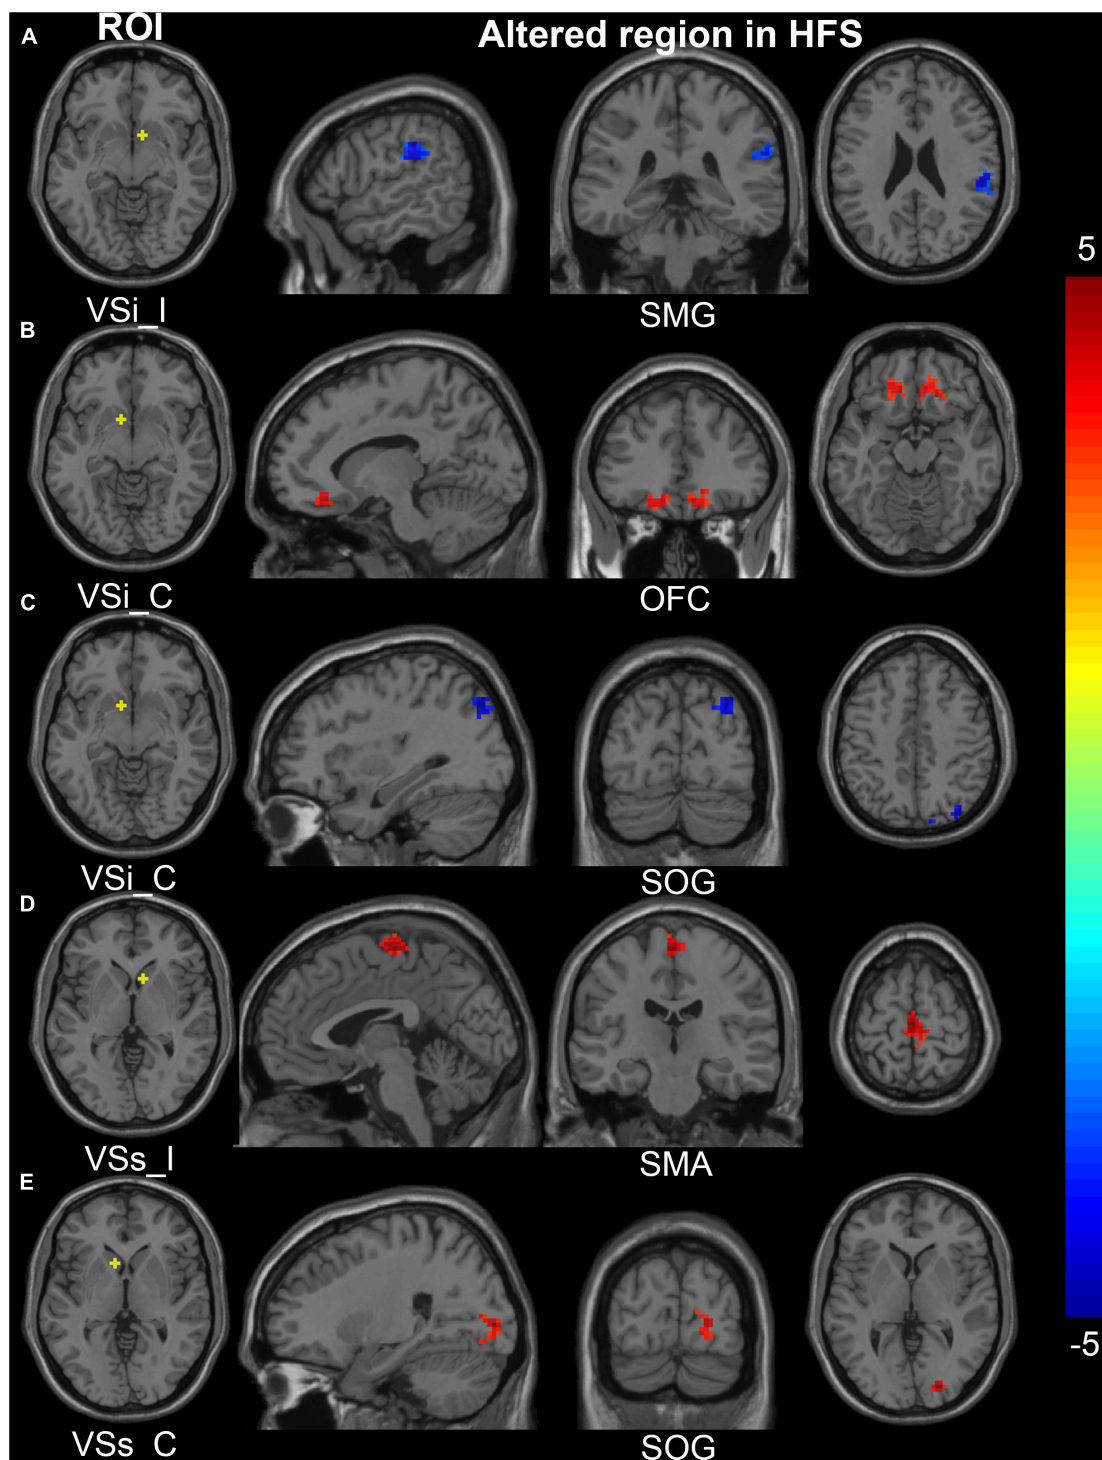 A
ROI
Altered region in HFS
5
VSi_I
SMG
B
VSi_C
OFC
C
VSi_C
SOG
D
VSs_I
SMA
E
-5
VSs_C
SOG